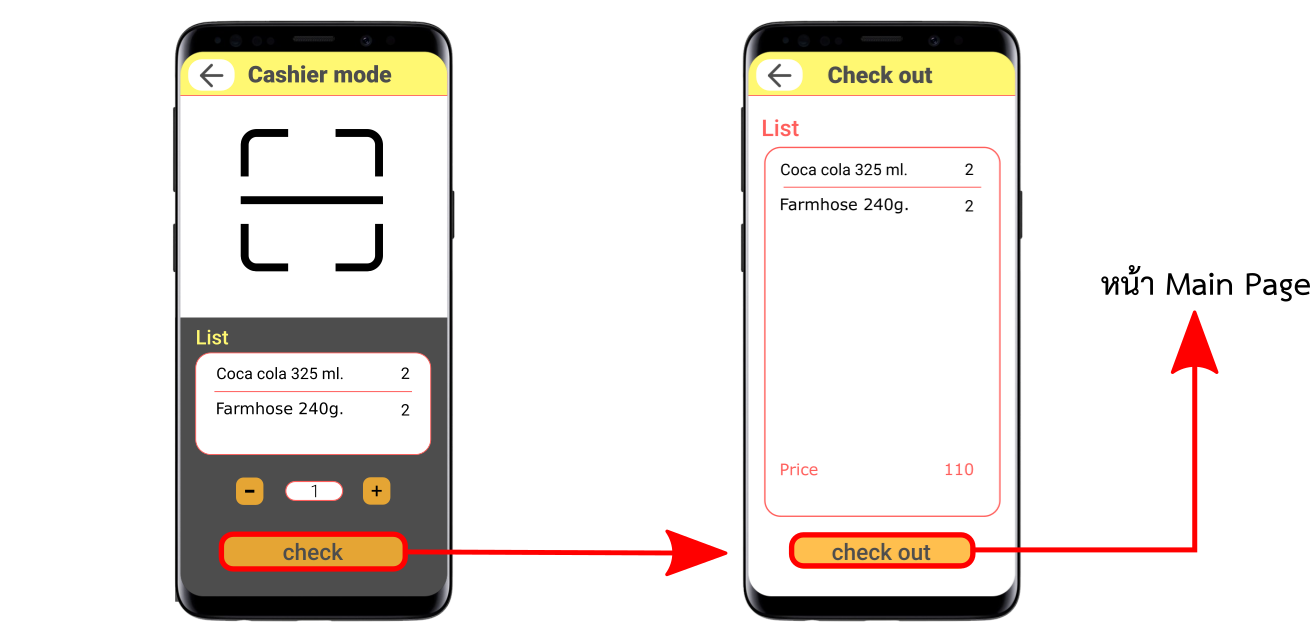 Cashier mode
List
Coca cola 325 ml. 2
Farmhose 240g. 2
- 1 +
check
Check out
List
Coca cola 325 ml. 2
Farmhose 240g. 2
Price 110
check out
หน้า Main Page